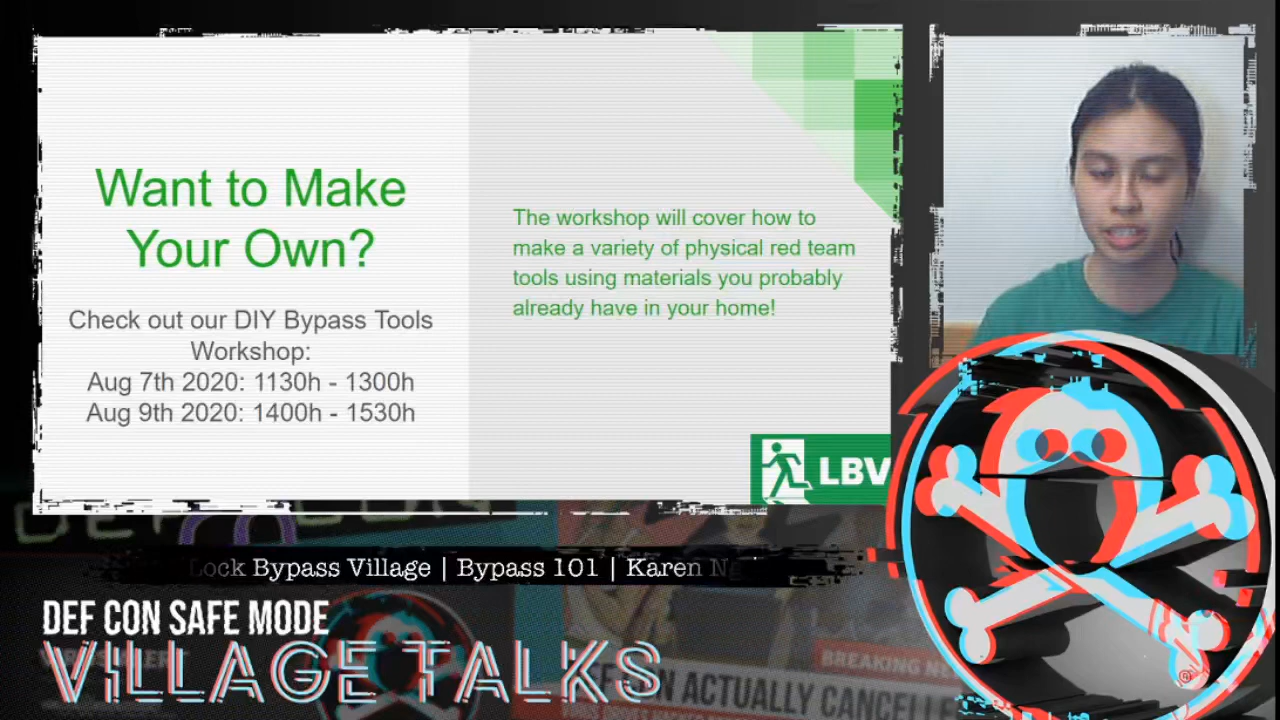 Want to Make
Your Own?
Check out our DIY Bypass Tools
Workshop:
Aug 7th 2020: 1130h - 1300h
Aug 9th 2020: 1400h - 1530h
The workshop will cover how to
make a variety of physical red team
tools using materials you probably
already have in your home!
LBV
Lock Bypass Village | Bypass 101 | Karen
DEF CON SAFE MODE
VILLAGE TALKS
DEF CON
BREAKING
CON ACTUALLY CANCELLE